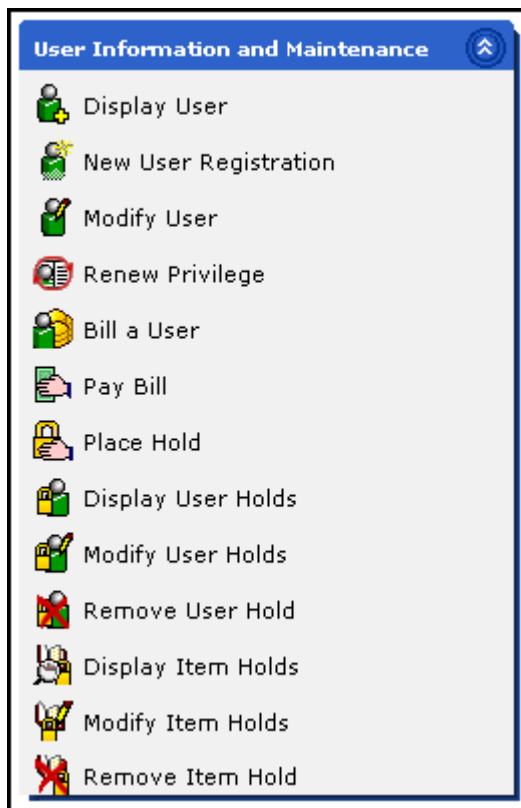 User Information and Maintenance
Display User
New User Registration
Modify User
Renew Privilege
Bill a User
Pay Bill
Place Hold
Display User Holds
Modify User Holds
Remove User Hold
Display Item Holds
Modify Item Holds
Remove Item Hold